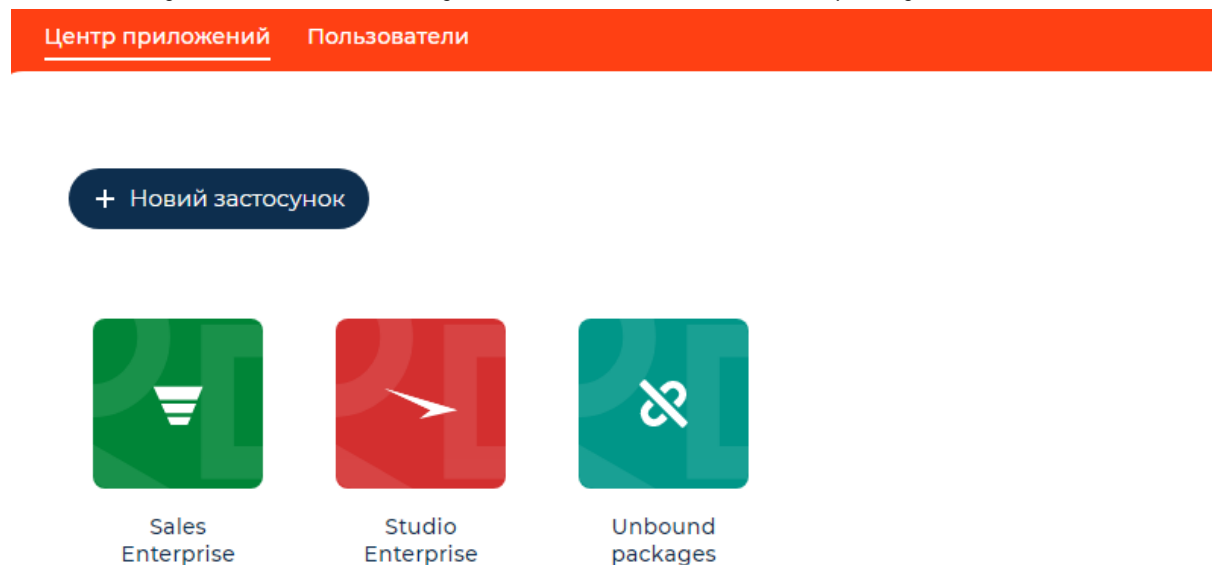 Центр приложений Пользователи
+ Новий застосунок
Sales Studio Unbound
Enterprise Enterprise packages